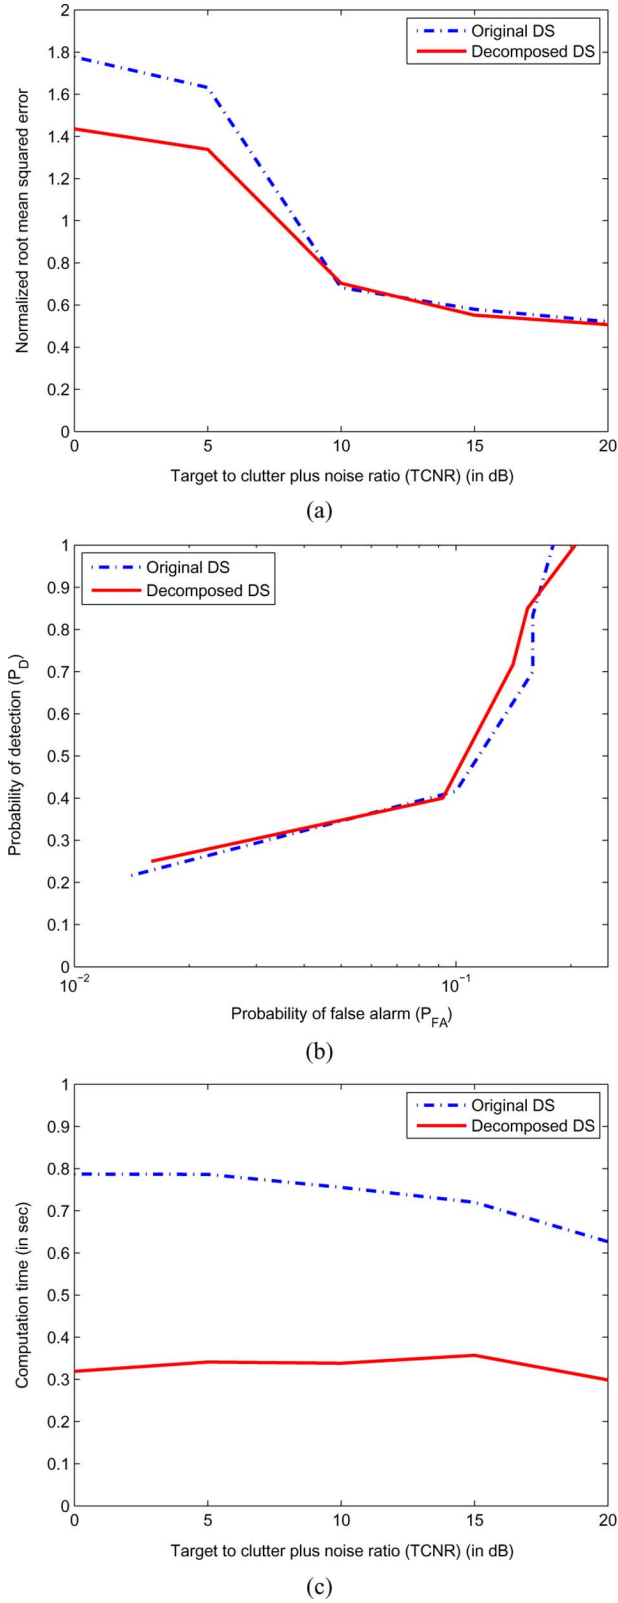 2
1.8
1.6
1.4
1.2
1
0.8
0.6
0.4
0.2
0
Normalized root mean squared error
Original DS
Decomposed DS
0 5 10 15 20
Target to clutter plus noise ratio (TCNR) (in dB)
(a)
1
0.9
0.8
0.7
0.6
0.5
0.4
0.3
0.2
0.1
0
Probability of detection (P_D)
Original DS
Decomposed DS
10^-2 10^-1
Probability of false alarm (P_FA)
(b)
1
0.9
0.8
0.7
0.6
0.5
0.4
0.3
0.2
0.1
0
Computation time (in sec)
Original DS
Decomposed DS
0 5 10 15 20
Target to clutter plus noise ratio (TCNR) (in dB)
(c)